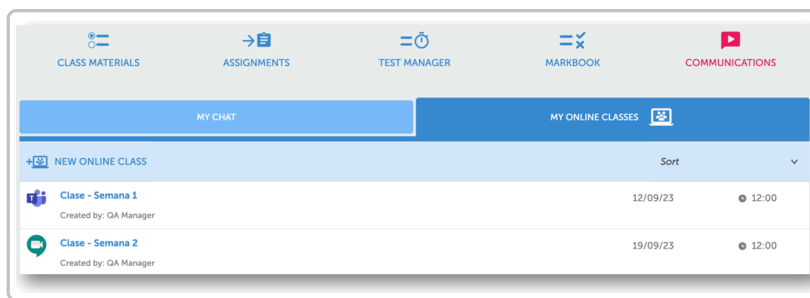 CLASS MATERIALS
ASSIGNMENTS
TEST MANAGER
MARKBOOK
COMMUNICATIONS
MY CHAT
MY ONLINE CLASSES
NEW ONLINE CLASS
Sort
Clase - Semana 1
12/09/23
12:00
Created by: QA Manager
Clase - Semana 2
19/09/23
12:00
Created by: QA Manager